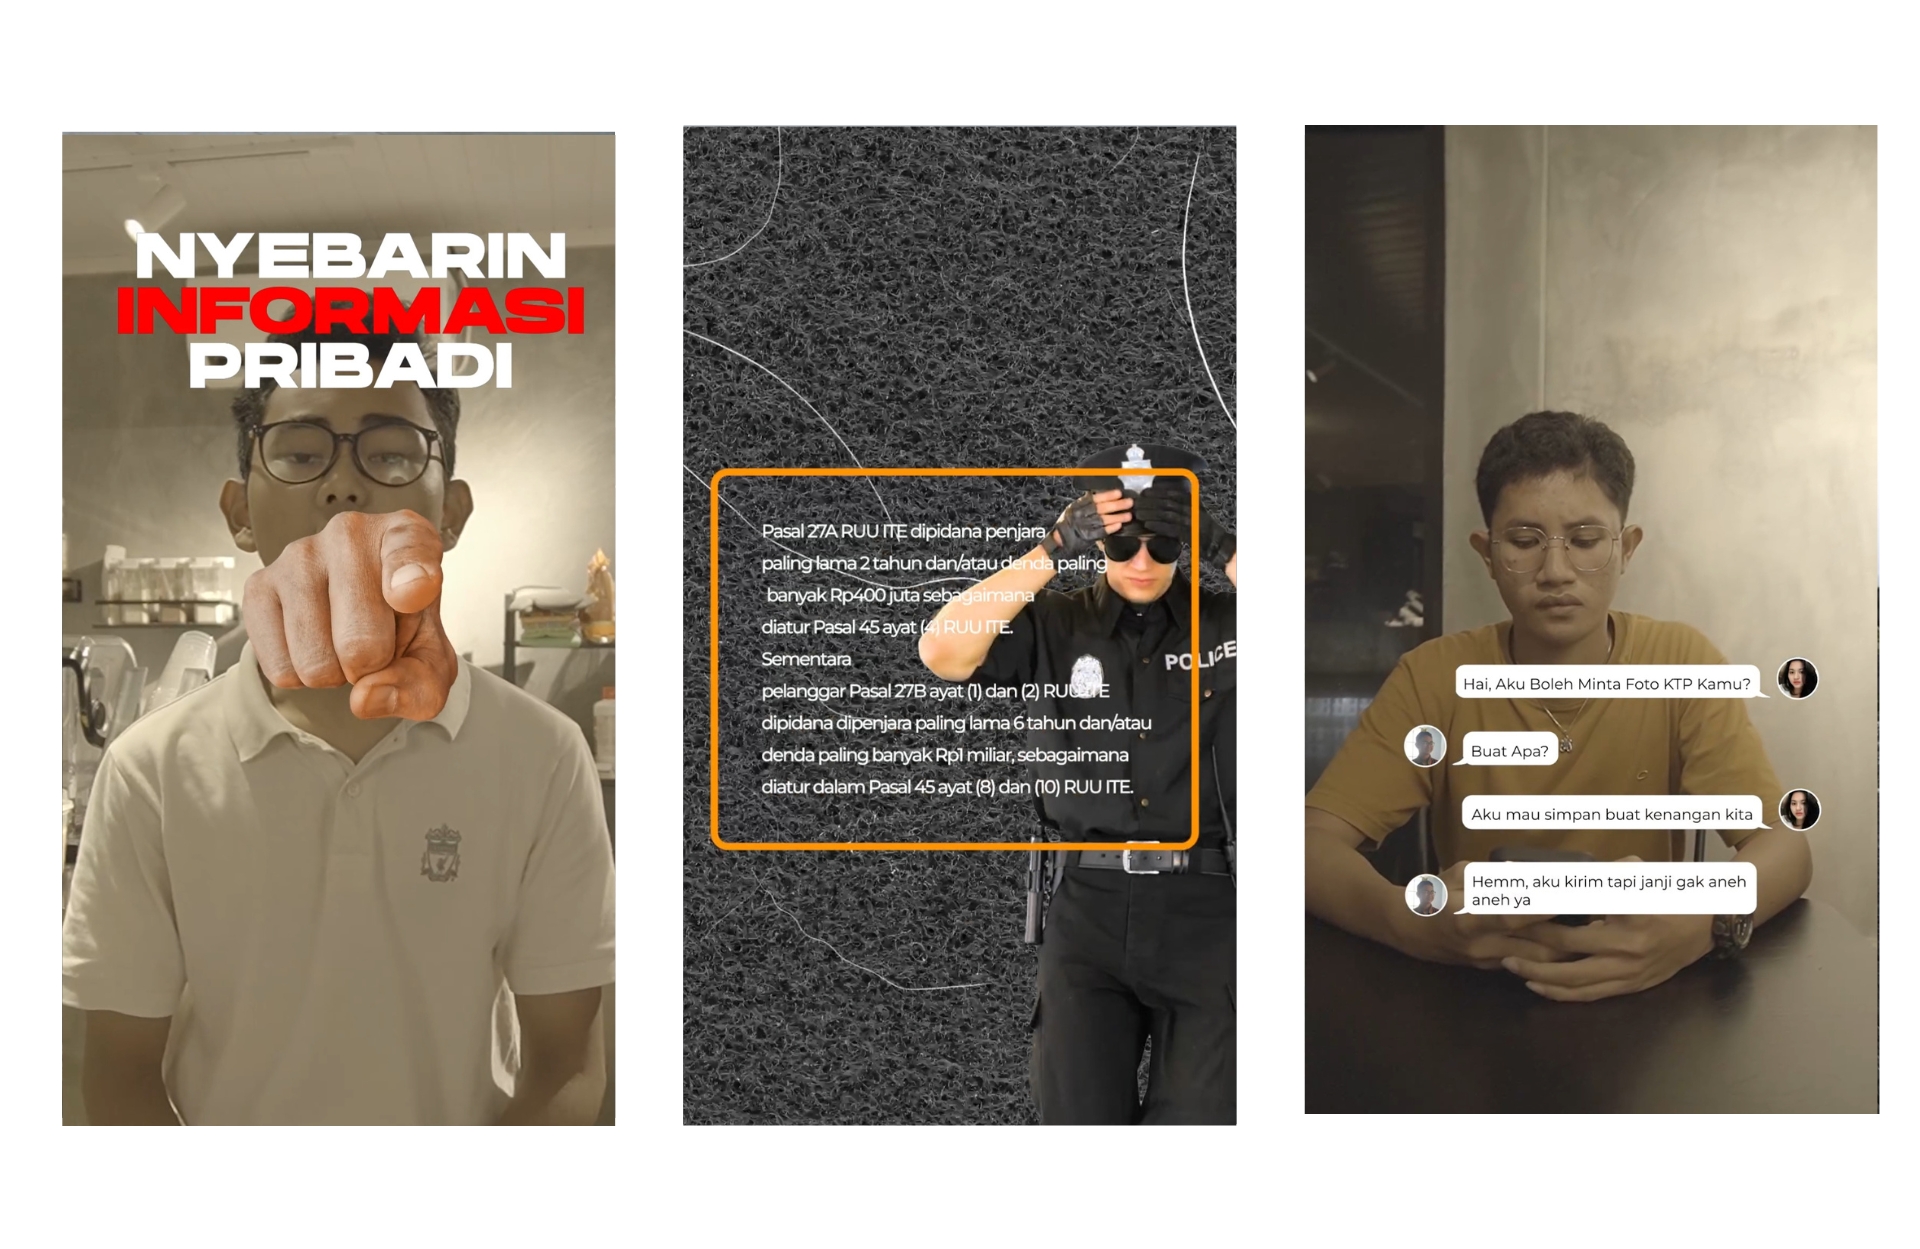 NYEBARIN
INFORMASI
PRIBADI
Pasal 27A RUU ITE dipidana penjara
paling lama 2 tahun dan/atau denda paling
banyak Rp400 juta sebagaimana
diatur Pasal 45 ayat (4) RUU ITE.
Sementara
pelanggar Pasal 27B ayat (1) dan (2) RUU ITE
dipidana dipenjara paling lama 6 tahun dan/atau
denda paling banyak Rp1 miliar, sebagaimana
diatur dalam Pasal 45 ayat (8) dan (10) RUU ITE.
POLICE
Hai, Aku Boleh Minta Foto KTP Kamu?
Buat Apa?
Aku mau simpan buat kenangan kita
Hemm, aku kirim tapi janji gak aneh
aneh ya